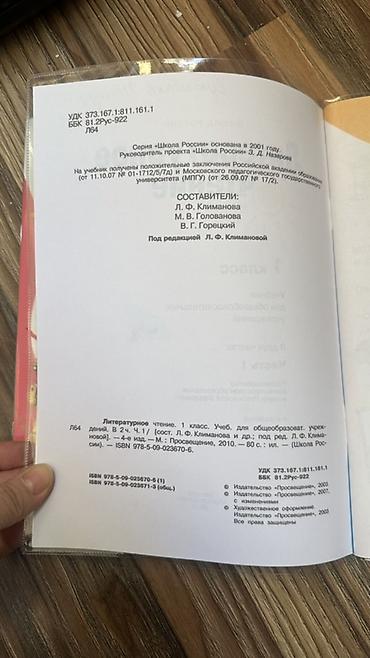 УДК 373.167.1:811.161.1
ББК 81.2Рус-922
Л64
Серия «Школа России» основана в 2001 году.
Руководитель проекта «Школа России» З. Д. Назарова
На учебник получены положительные заключения Российской академии образования
(от 11.10.07 № 01-1712/5/7д) и Московского педагогического государственного
университета (МПГУ) (от 26.09.07 № 17/2).
СОСТАВИТЕЛИ:
Л. Ф. Климанова
М. В. Голованова
В. Г. Горецкий
Под редакцией Л. Ф. Климановой
Литературное чтение. 1 класс. Учеб. для общеобразоват. учреж-
Л64 дений. В 2 ч. Ч. 1/ [сост. Л. Ф. Климанова и др.; под ред. Л. Ф. Клима-
новой]. — 4-е изд. — М. : Просвещение, 2010. — 80 с. : ил. — (Школа Рос-
сии). — ISBN 978-5-09-023670-6.
УДК 373.167.1:811.161.1
ББК 81.2Рус-922
ISBN 978-5-09-023670-6 (1)
ISBN 978-5-09-023671-3 (общ.)
© Издательство «Просвещение», 2003
© Издательство «Просвещение», 2007,
с изменениями
© Художественное оформление.
Издательство «Просвещение», 2003
Все права защищены